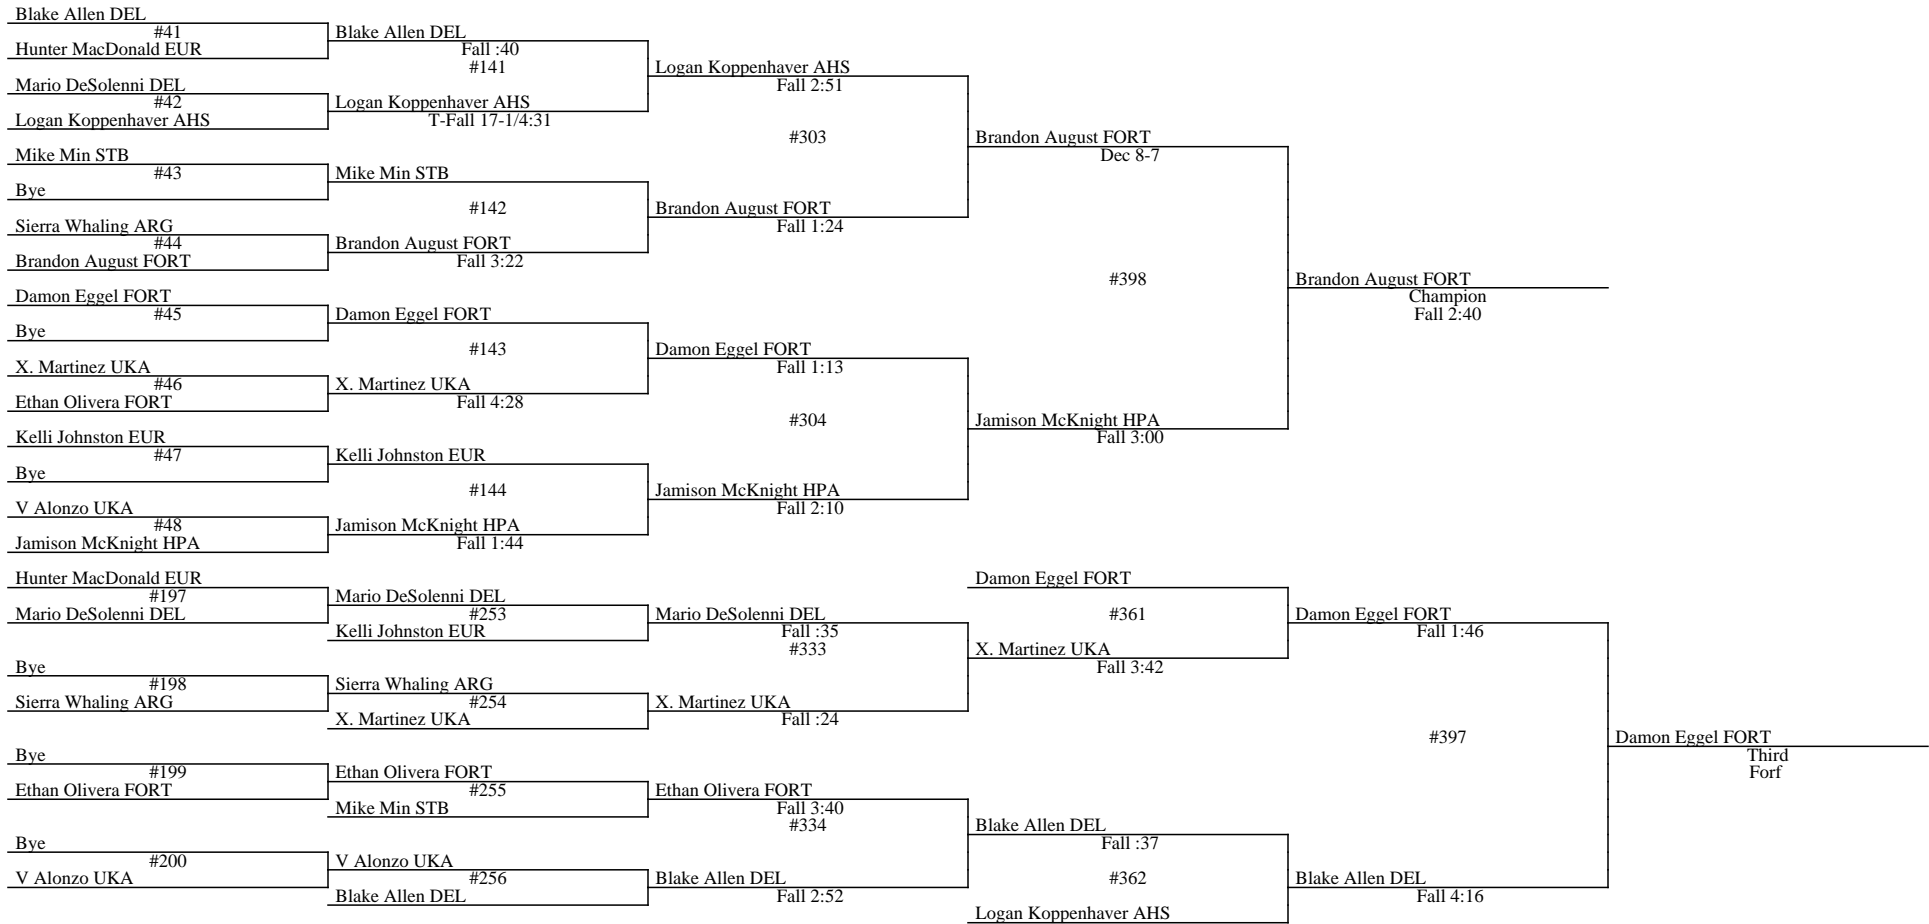 Blake Allen DEL
#41
Hunter MacDonald EUR
Mario DeSolenni DEL
#42
Logan Koppenhaver AHS
Mike Min STB
#43
Bye
Sierra Whaling ARG
#44
Brandon August FORT
Damon Eggel FORT
#45
Bye
X. Martinez UKA
#46
Ethan Olivera FORT
Kelli Johnston EUR
#47
Bye
V Alonzo UKA
#48
Jamison McKnight HPA
Blake Allen DEL
Fall :40
#141
Logan Koppenhaver AHS
T-Fall 17-1/4:31
Mike Min STB
#142
Brandon August FORT
Fall 3:22
Damon Eggel FORT
#143
X. Martinez UKA
Fall 4:28
Kelli Johnston EUR
#144
Jamison McKnight HPA
Fall 1:44
Logan Koppenhaver AHS
Fall 2:51
#303
Brandon August FORT
Fall 1:24
Damon Eggel FORT
Fall 1:13
#304
Jamison McKnight HPA
Fall 2:10
Brandon August FORT
Dec 8-7
#398
Jamison McKnight HPA
Fall 3:00
Brandon August FORT
Champion
Fall 2:40
Hunter MacDonald EUR
#197
Mario DeSolenni DEL
Bye
#198
Sierra Whaling ARG
Bye
#199
Ethan Olivera FORT
Bye
#200
V Alonzo UKA
Mario DeSolenni DEL
#253
Kelli Johnston EUR
Sierra Whaling ARG
#254
X. Martinez UKA
Ethan Olivera FORT
#255
Mike Min STB
V Alonzo UKA
#256
Blake Allen DEL
Mario DeSolenni DEL
Fall :35
#333
X. Martinez UKA
Fall :24
Ethan Olivera FORT
Fall 3:40
#334
Blake Allen DEL
Fall 2:52
Damon Eggel FORT
#361
X. Martinez UKA
Fall 3:42
Blake Allen DEL
Fall :37
#362
Logan Koppenhaver AHS
Damon Eggel FORT
Fall 1:46
#397
Blake Allen DEL
Fall 4:16
Damon Eggel FORT
Third
Forf